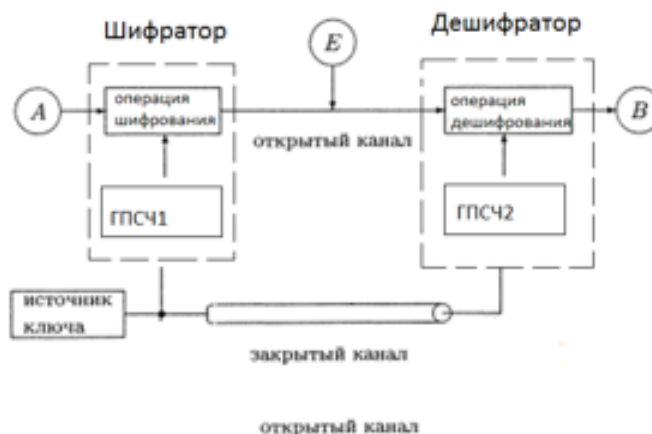 Шифратор
E
Дешифратор
A
операция
шифрования
операция
дешифрования
B
открытый канал
ГПСЧ1
ГПСЧ2
источник
ключа
закрытый канал
открытый канал